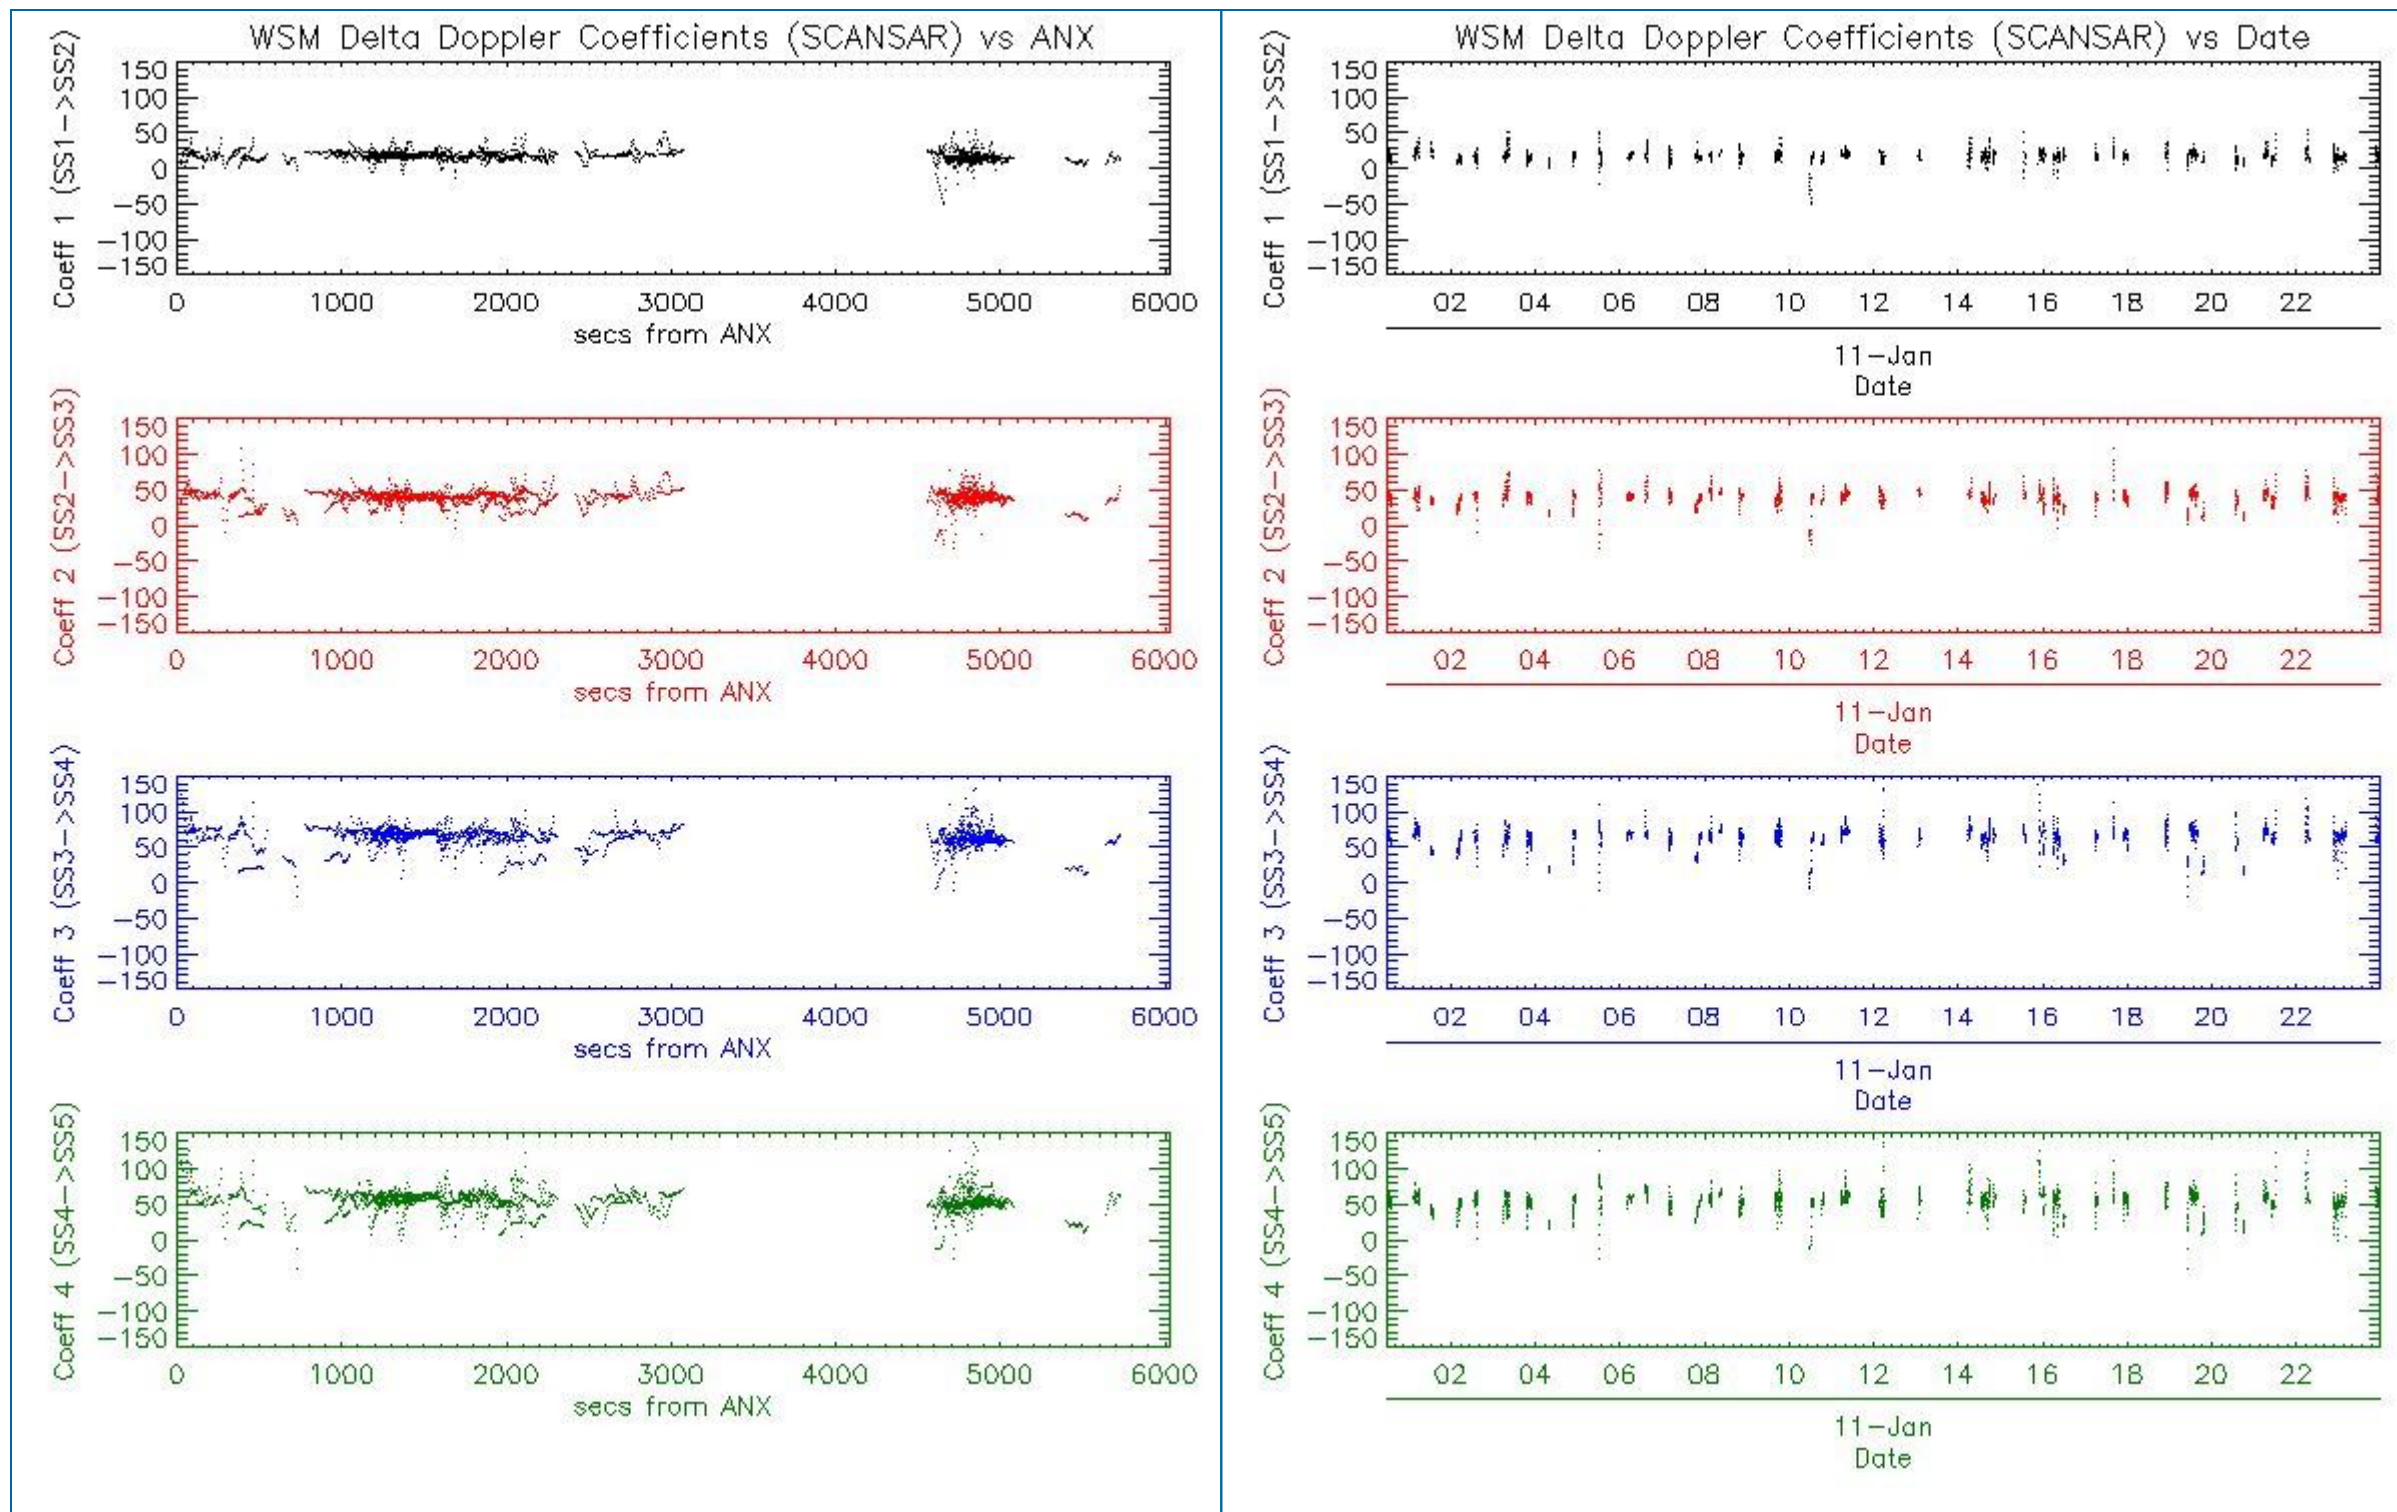 WSM Delta Doppler Coefficients (SCANSAR) vs ANX
Coeff 1 (SS1->SS2)
150
100
50
0
-50
-100
-150
0 1000 2000 3000 4000 5000 6000
secs from ANX
Coeff 2 (SS2->SS3)
150
100
50
0
-50
-100
-150
0 1000 2000 3000 4000 5000 6000
secs from ANX
Coeff 3 (SS3->SS4)
150
100
50
0
-50
-100
-150
0 1000 2000 3000 4000 5000 6000
secs from ANX
Coeff 4 (SS4->SS5)
150
100
50
0
-50
-100
-150
0 1000 2000 3000 4000 5000 6000
secs from ANX
WSM Delta Doppler Coefficients (SCANSAR) vs Date
Coeff 1 (SS1->SS2)
150
100
50
0
-50
-100
-150
02 04 06 08 10 12 14 16 18 20 22
11-Jan
Date
Coeff 2 (SS2->SS3)
150
100
50
0
-50
-100
-150
02 04 06 08 10 12 14 16 18 20 22
11-Jan
Date
Coeff 3 (SS3->SS4)
150
100
50
0
-50
-100
-150
02 04 06 08 10 12 14 16 18 20 22
11-Jan
Date
Coeff 4 (SS4->SS5)
150
100
50
0
-50
-100
-150
02 04 06 08 10 12 14 16 18 20 22
11-Jan
Date